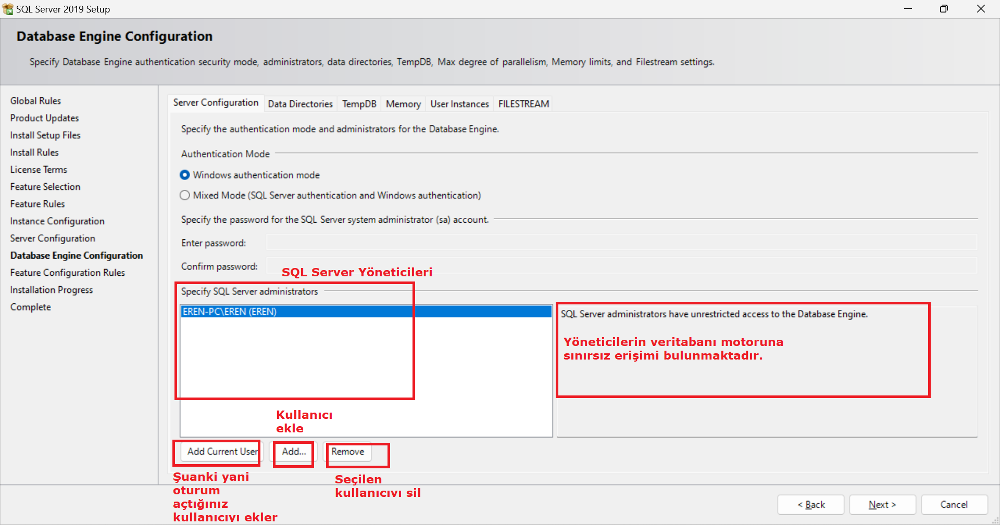 SQL Server 2019 Setup
Database Engine Configuration
Specify Database Engine authentication security mode, administrators, data directories, TempDB, Max degree of parallelism, Memory limits, and Filestream settings.
Global Rules
Product Updates
Install Setup Files
Install Rules
License Terms
Feature Selection
Feature Rules
Instance Configuration
Server Configuration
Database Engine Configuration
Feature Configuration Rules
Installation Progress
Complete
Server Configuration Data Directories TempDB Memory User Instances FILESTREAM
Specify the authentication mode and administrators for the Database Engine.
Authentication Mode
Windows authentication mode
Mixed Mode (SQL Server authentication and Windows authentication)
Specify the password for the SQL Server system administrator (sa) account.
Enter password:
Confirm password:
SQL Server Yöneticileri
Specify SQL Server administrators
EREN-PC\EREN (EREN)
SQL Server administrators have unrestricted access to the Database Engine.
Yöneticilerin veritabanı motoruna
sınırsız erişimi bulunmaktadır.
Kullanıcı
ekle
Add Current User Add... Remove
Şuanki yani
oturum
açtığınız
kullanıcıyı ekler
Seçilen
kullanıcıyı sil
< Back Next > Cancel